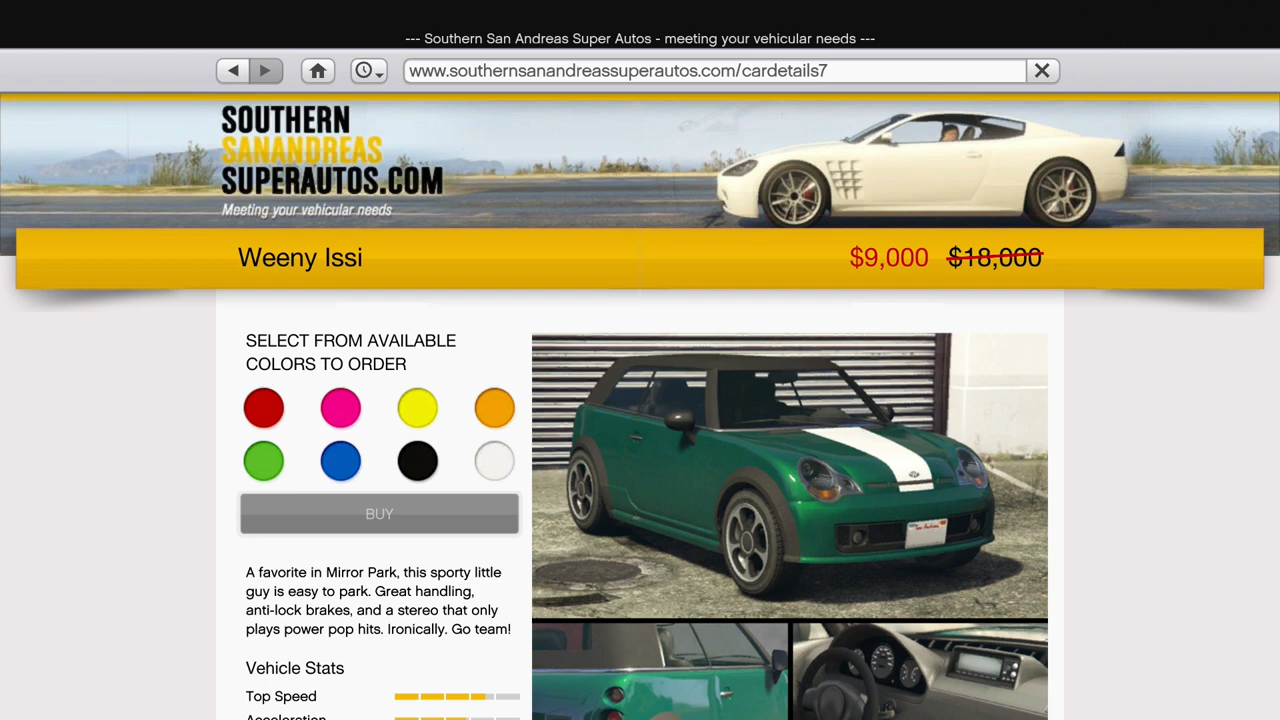 --- Southern San Andreas Super Autos - meeting your vehicular needs ---
www.southernsanandreassuperautos.com/cardetails7
SOUTHERN
SANANDREAS
SUPERAUTOS.COM
Meeting your vehicular needs
Weeny Issi
$9,000 $18,000
SELECT FROM AVAILABLE
COLORS TO ORDER
BUY
A favorite in Mirror Park, this sporty little
guy is easy to park. Great handling,
anti-lock brakes, and a stereo that only
plays power pop hits. Ironically. Go team!
Vehicle Stats
Top Speed
Acceleration